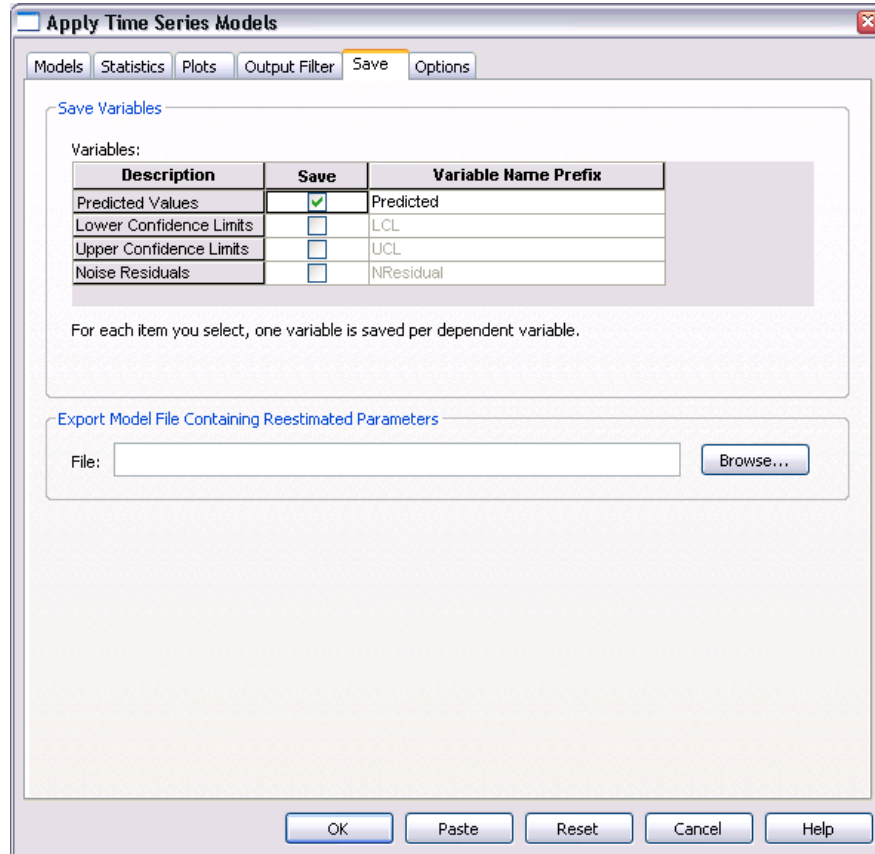 Apply Time Series Models
Models Statistics Plots Output Filter Save Options
Save Variables
Variables:
Description Save Variable Name Prefix
Predicted Values Predicted
Lower Confidence Limits LCL
Upper Confidence Limits UCL
Noise Residuals NResidual
For each item you select, one variable is saved per dependent variable.
Export Model File Containing Reestimated Parameters
File: Browse...
OK Paste Reset Cancel Help